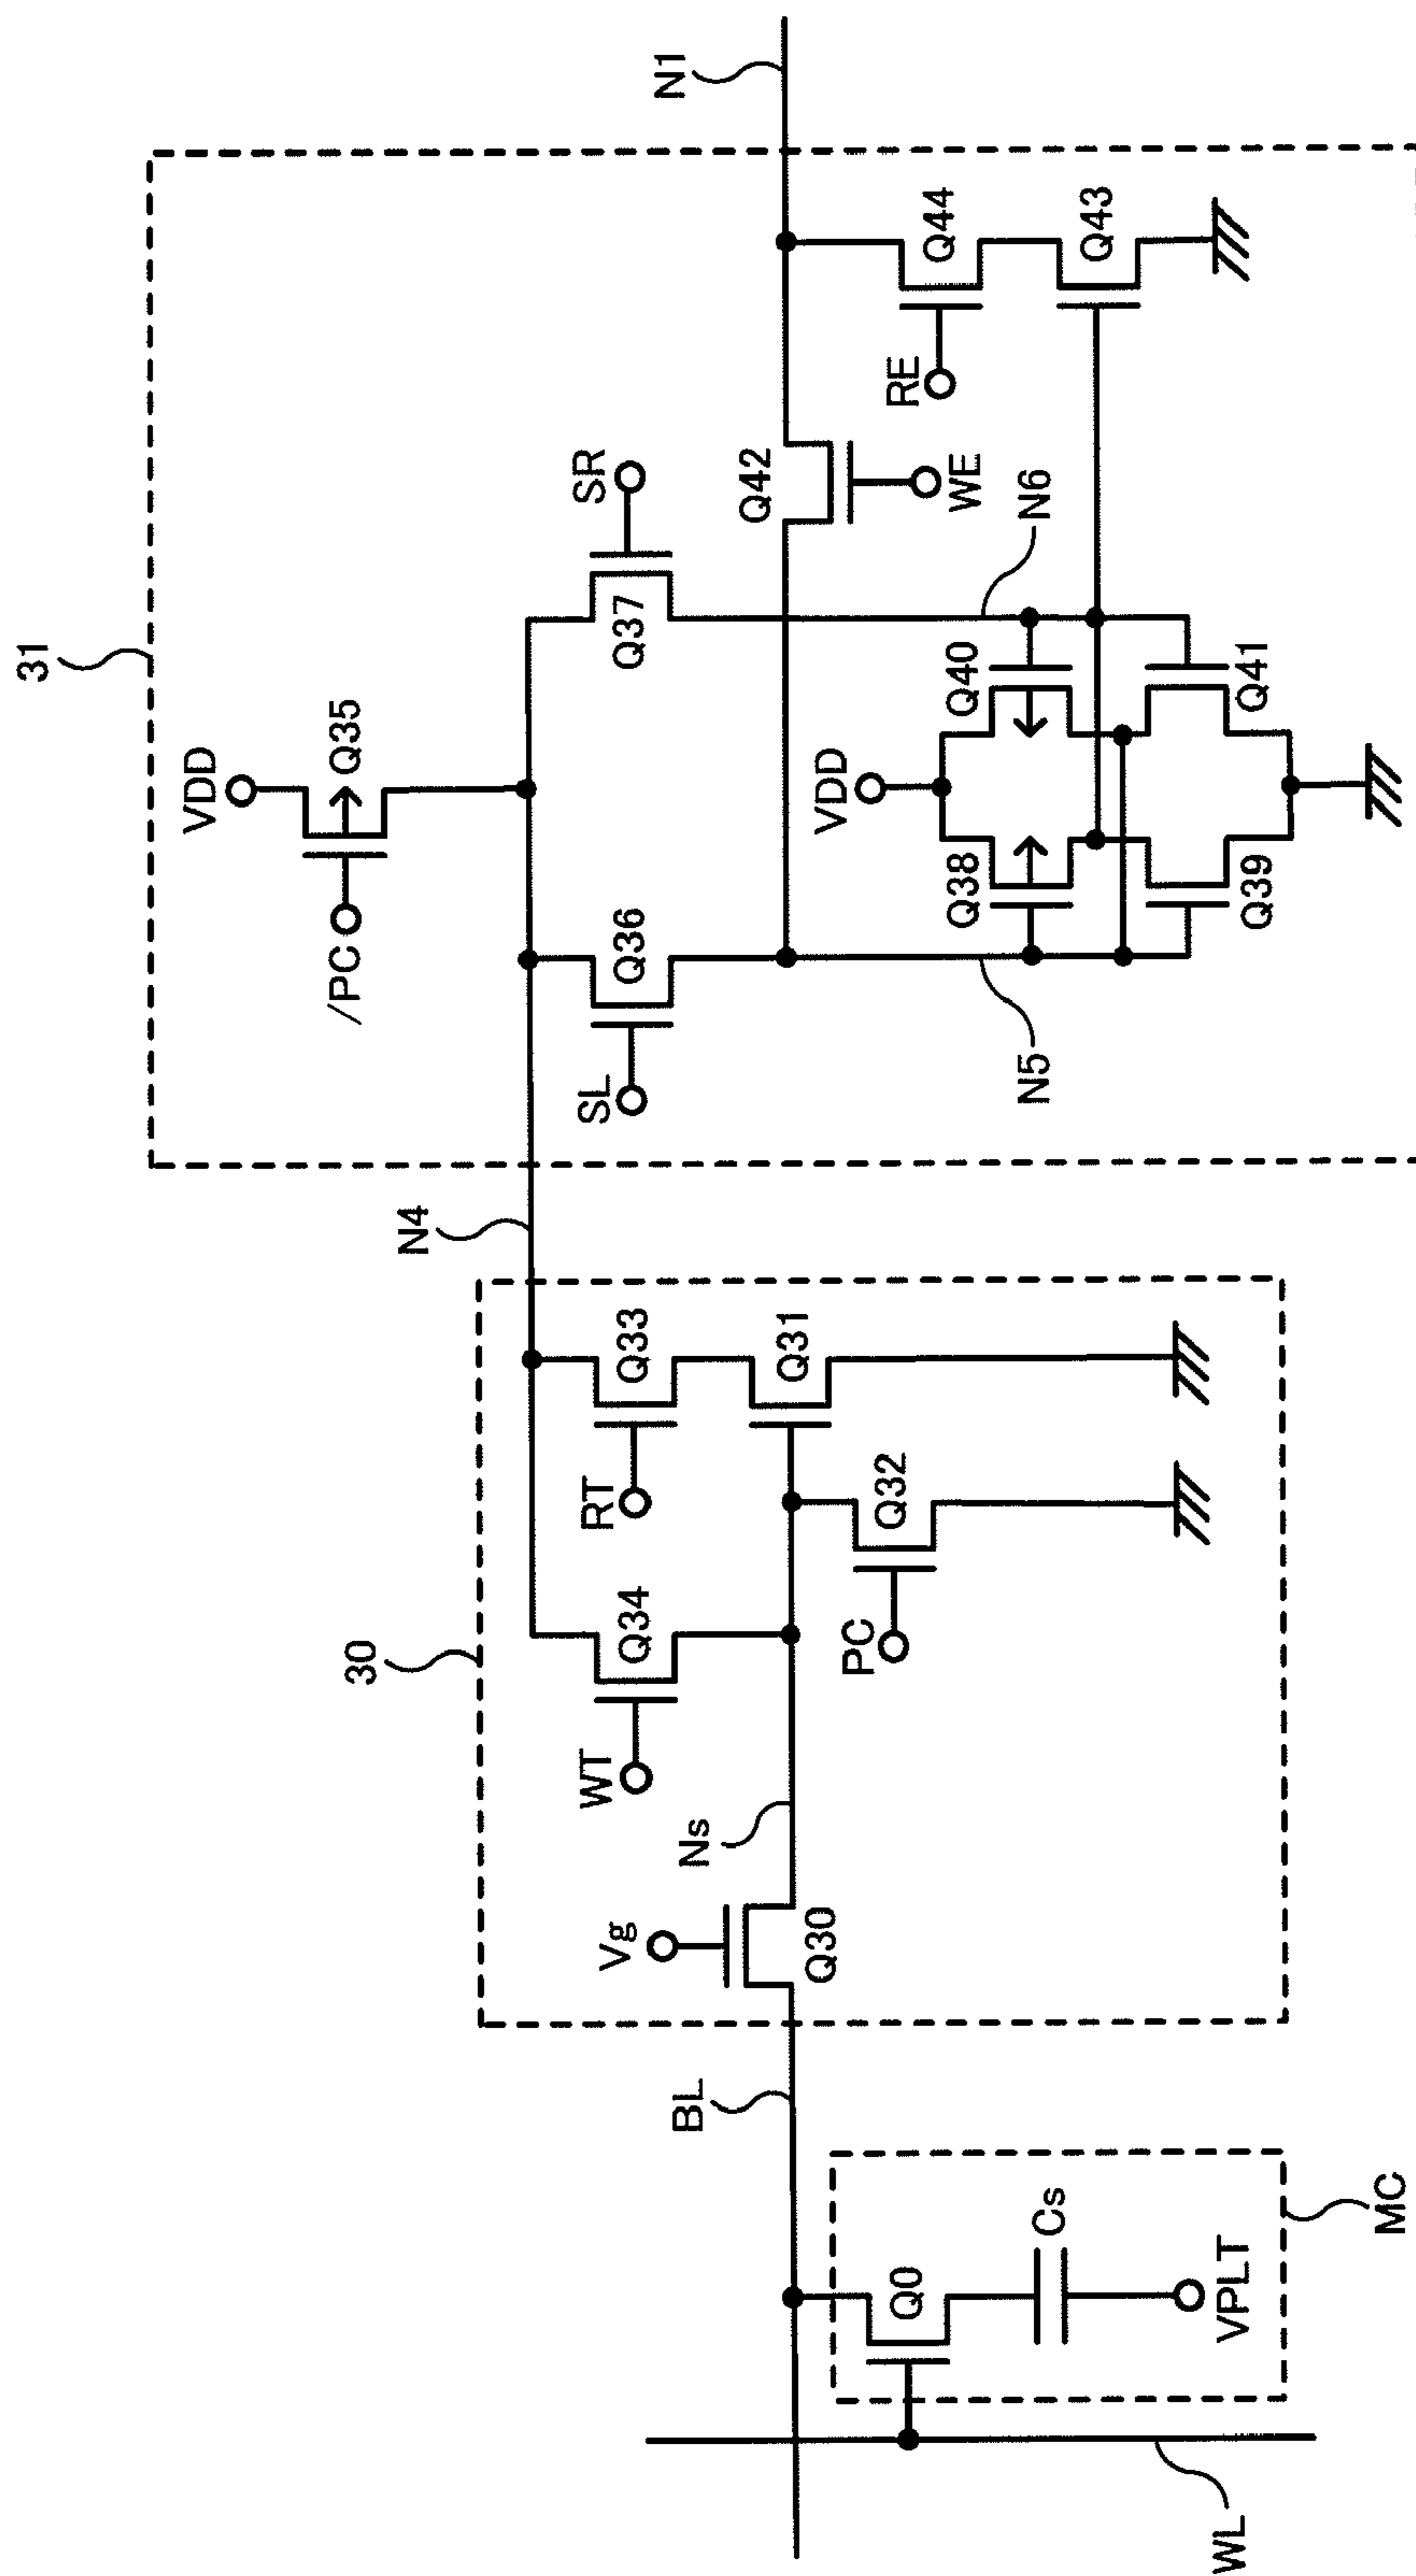 31
VDD
/PC
Q35
SL
Q36
Q37
SR
N1
Q42
WE
RE
Q44
Q43
VDD
Q38
Q40
Q39
Q41
N5
N6
N4
30
WT
Q34
RT
Q33
Q31
Vg
Q30
Ns
PC
Q32
BL
Q0
Cs
VPLT
MC
WL